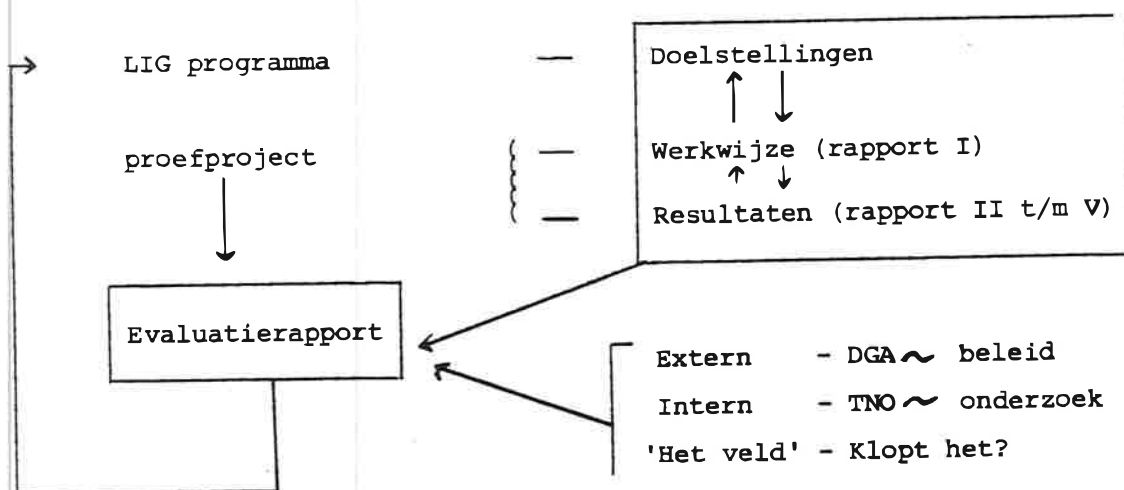 LIG programma — Doelstellingen
proefproject — Werkwijze (rapport I)
— Resultaten (rapport II t/m V)
Evaluatierapport
Extern - DGA ~ beleid
Intern - TNO ~ onderzoek
'Het veld' - Klopt het?